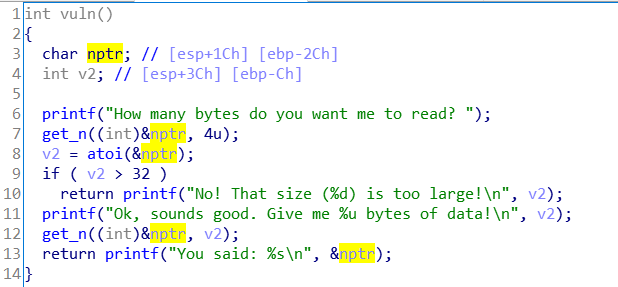 1 int vuln()
2 {
3 char nptr; // [esp+1Ch] [ebp-2Ch]
4 int v2; // [esp+3Ch] [ebp-Ch]
5
6 printf("How many bytes do you want me to read? ");
7 get_n((int)&nptr, 4u);
8 v2 = atoi(&nptr);
9 if ( v2 > 32 )
10 return printf("No! That size (%d) is too large!\n", v2);
11 printf("Ok, sounds good. Give me %u bytes of data!\n", v2);
12 get_n((int)&nptr, v2);
13 return printf("You said: %s\n", &nptr);
14 }